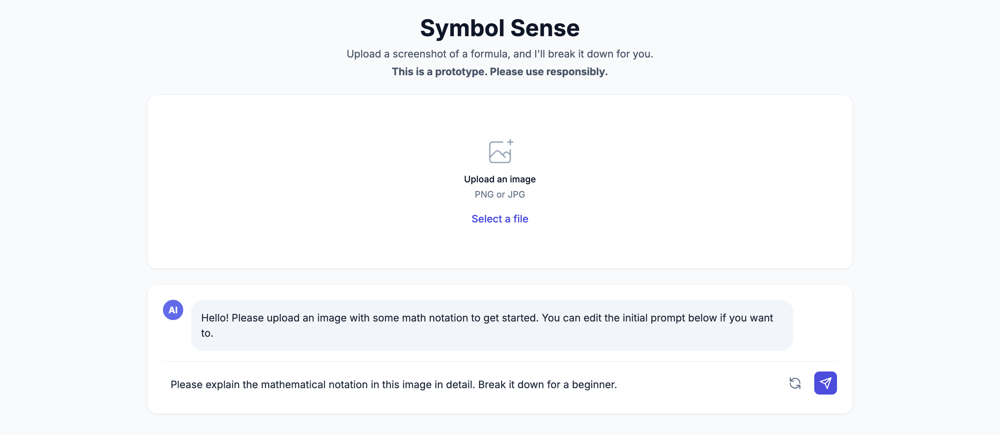 Symbol Sense
Upload a screenshot of a formula, and I'll break it down for you.
This is a prototype. Please use responsibly.
Upload an image
PNG or JPG
Select a file
AI
Hello! Please upload an image with some math notation to get started. You can edit the initial prompt below if you want
to.
Please explain the mathematical notation in this image in detail. Break it down for a beginner.